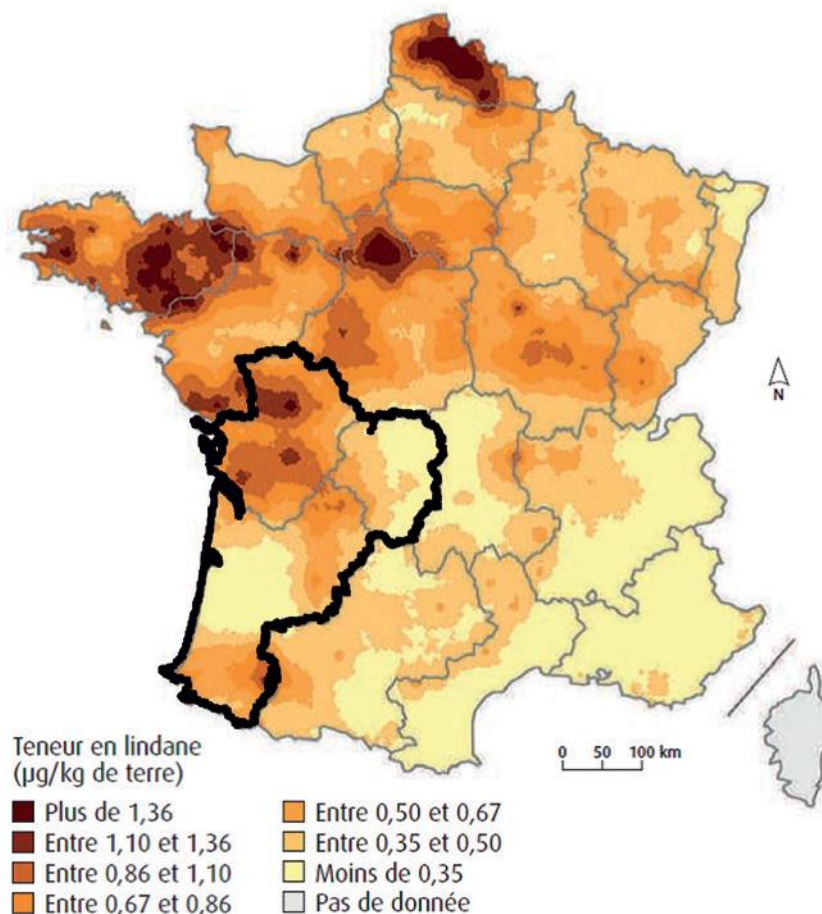 N
0 50 100 km
Teneur en lindane
(µg/kg de terre)
Plus de 1,36
Entre 1,10 et 1,36
Entre 0,86 et 1,10
Entre 0,67 et 0,86
Entre 0,50 et 0,67
Entre 0,35 et 0,50
Moins de 0,35
Pas de donnée